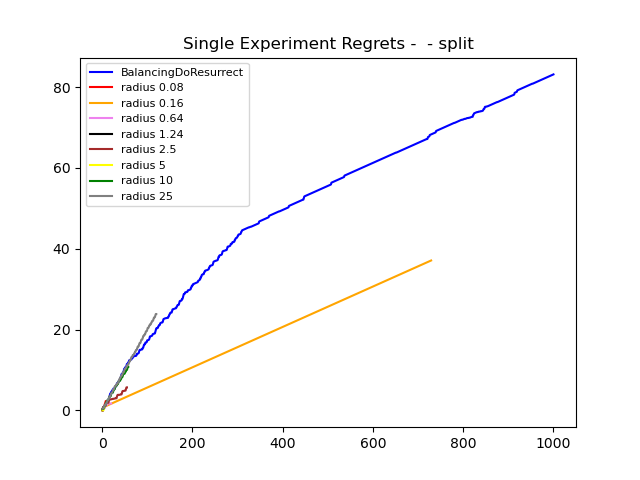 Single Experiment Regrets -  - split
BalancingDoResurrect
radius 0.08
radius 0.16
radius 0.64
radius 1.24
radius 2.5
radius 5
radius 10
radius 25
80
60
40
20
0
0 200 400 600 800 1000